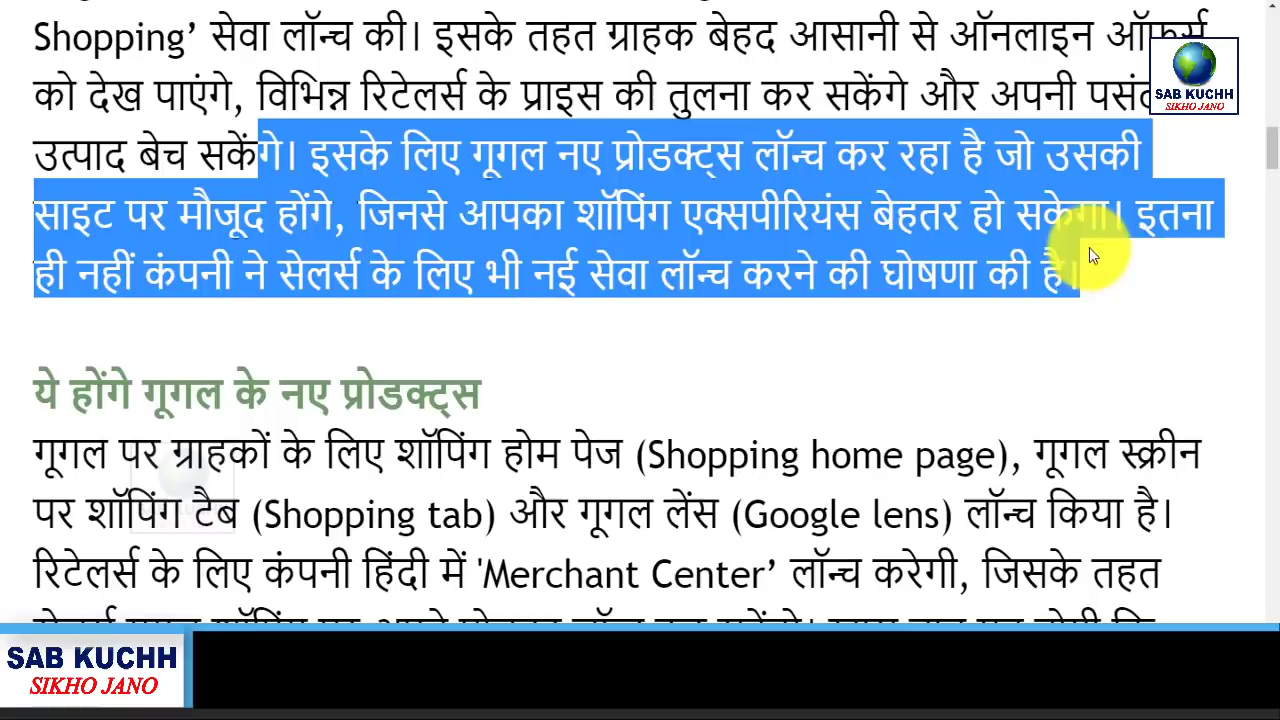 Shopping’ सेवा लॉन्च की। इसके तहत ग्राहक बेहद आसानी से ऑनलाइन ऑफर्स
को देख पाएंगे, विभिन्न रिटेलर्स के प्राइस की तुलना कर सकेंगे और अपनी
उत्पाद बेच सकेंगे। इसके लिए गूगल नए प्रोडक्ट्स लॉन्च कर रहा है जो उसकी
साइट पर मौजूद होंगे, जिनसे आपका शॉपिंग एक्सपीरियंस बेहतर हो सकेगा। इतना
ही नहीं कंपनी ने सेलर्स के लिए भी नई सेवा लॉन्च करने की घोषणा की है।
ये होंगे गूगल के नए प्रोडक्ट्स
गूगल पर ग्राहकों के लिए शॉपिंग होम पेज (Shopping home page), गूगल स्क्रीन
पर शॉपिंग टैब (Shopping tab) और गूगल लेंस (Google lens) लॉन्च किया है।
रिटेलर्स के लिए कंपनी हिंदी में 'Merchant Center’ लॉन्च करेगी, जिसके तहत
SAB KUCHH
SIKHO JANO
SAB KUCHH
SIKHO JANO